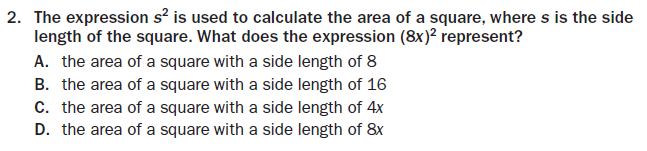 2. The expression s² is used to calculate the area of a square, where s is the side
length of the square. What does the expression (8x)² represent?
A. the area of a square with a side length of 8
B. the area of a square with a side length of 16
C. the area of a square with a side length of 4x
D. the area of a square with a side length of 8x